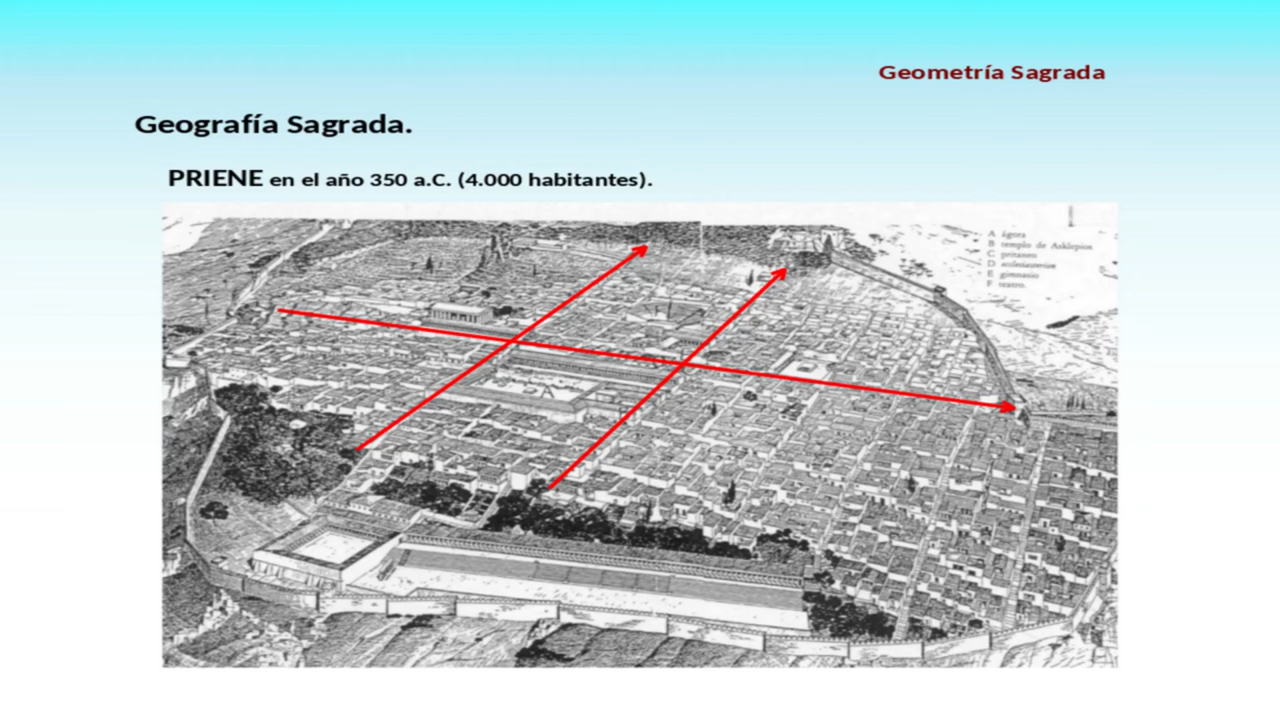 Geometría Sagrada
Geografía Sagrada.
PRIENE en el año 350 a.C. (4.000 habitantes).
A ágora
B templo de Asklepios
C pritaneo
D ecclesiasterion
E gimnasio
F teatro.